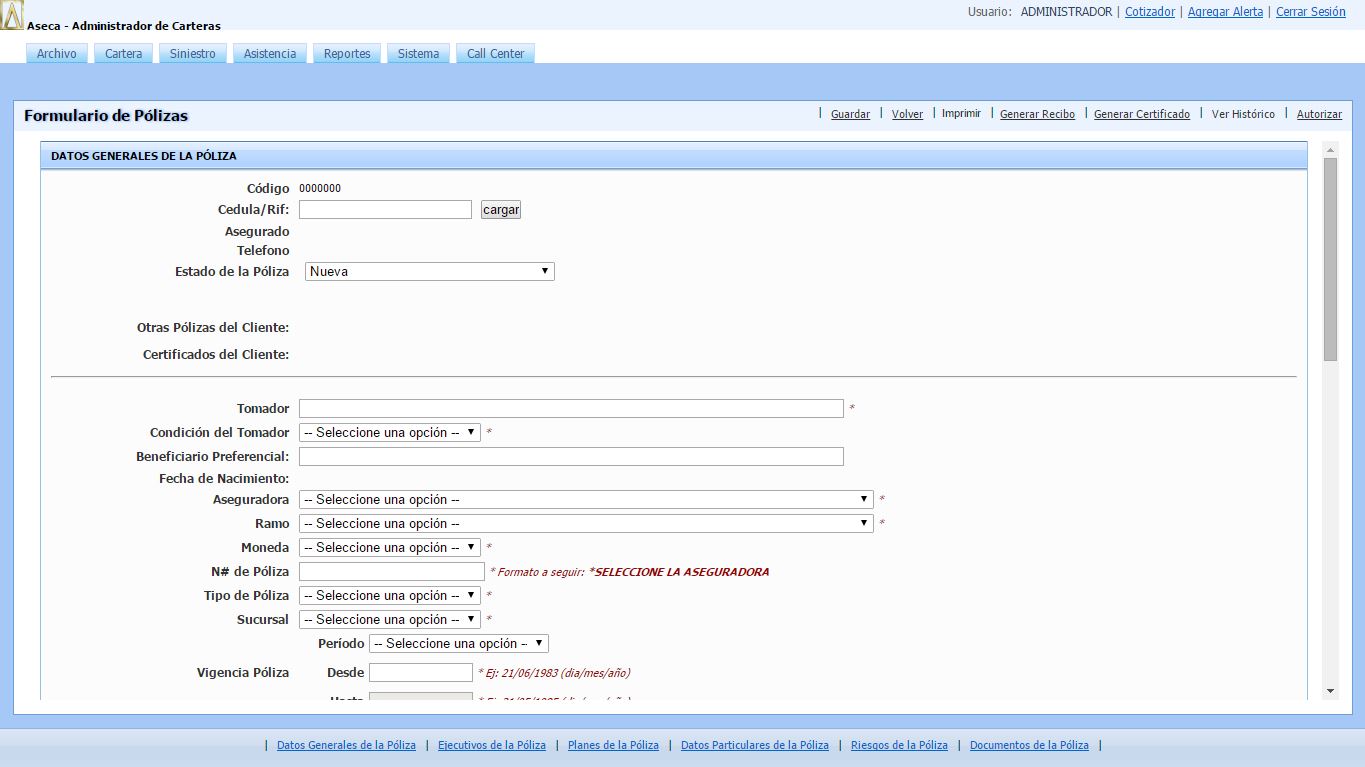 Usuario: ADMINISTRADOR | Cotizador | Agregar Alerta | Cerrar Sesión
Aseca - Administrador de Carteras
Archivo Cartera Siniestro Asistencia Reportes Sistema Call Center
Formulario de Pólizas | Guardar | Volver | Imprimir | Generar Recibo | Generar Certificado | Ver Histórico | Autorizar
DATOS GENERALES DE LA PÓLIZA
Código 0000000
Cedula/Rif: cargar
Asegurado
Telefono
Estado de la Póliza Nueva
Otras Pólizas del Cliente:
Certificados del Cliente:
Tomador *
Condición del Tomador -- Seleccione una opción -- *
Beneficiario Preferencial:
Fecha de Nacimiento:
Aseguradora -- Seleccione una opción -- *
Ramo -- Seleccione una opción -- *
Moneda -- Seleccione una opción -- *
N# de Póliza * Formato a seguir: *SELECCIONE LA ASEGURADORA
Tipo de Póliza -- Seleccione una opción -- *
Sucursal -- Seleccione una opción -- *
Período -- Seleccione una opción --
Vigencia Póliza Desde * Ej: 21/06/1983 (dia/mes/año)
| Datos Generales de la Póliza | Ejecutivos de la Póliza | Planes de la Póliza | Datos Particulares de la Póliza | Riesgos de la Póliza | Documentos de la Póliza |